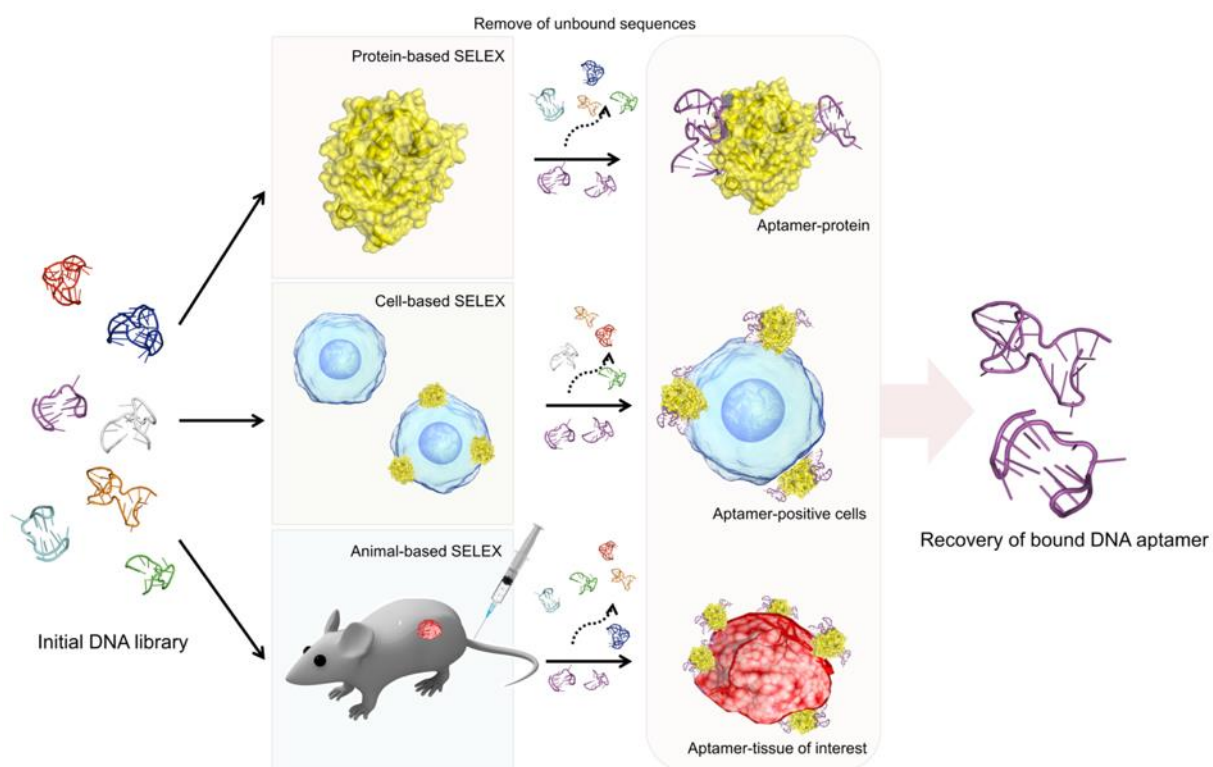 Remove of unbound sequences
Protein-based SELEX
Aptamer-protein
Cell-based SELEX
Aptamer-positive cells
Recovery of bound DNA aptamer
Animal-based SELEX
Initial DNA library
Aptamer-tissue of interest